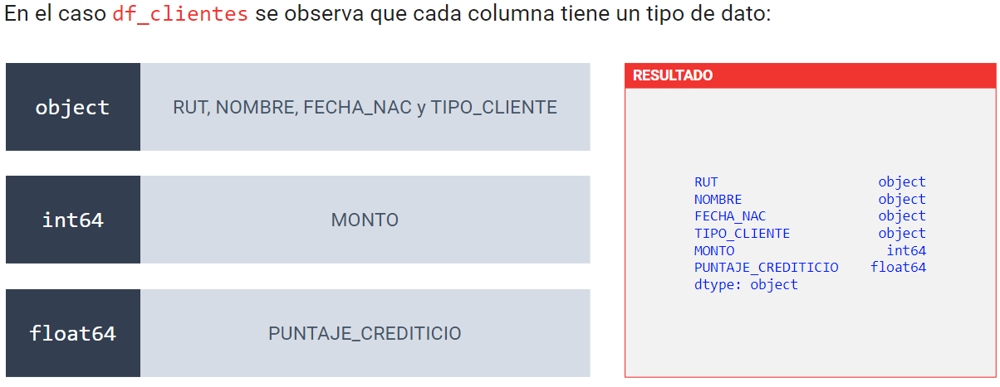 En el caso df_clientes se observa que cada columna tiene un tipo de dato:
object
RUT, NOMBRE, FECHA_NAC y TIPO_CLIENTE
int64
MONTO
float64
PUNTAJE_CREDITICIO
RESULTADO
RUT object
NOMBRE object
FECHA_NAC object
TIPO_CLIENTE object
MONTO int64
PUNTAJE_CREDITICIO float64
dtype: object